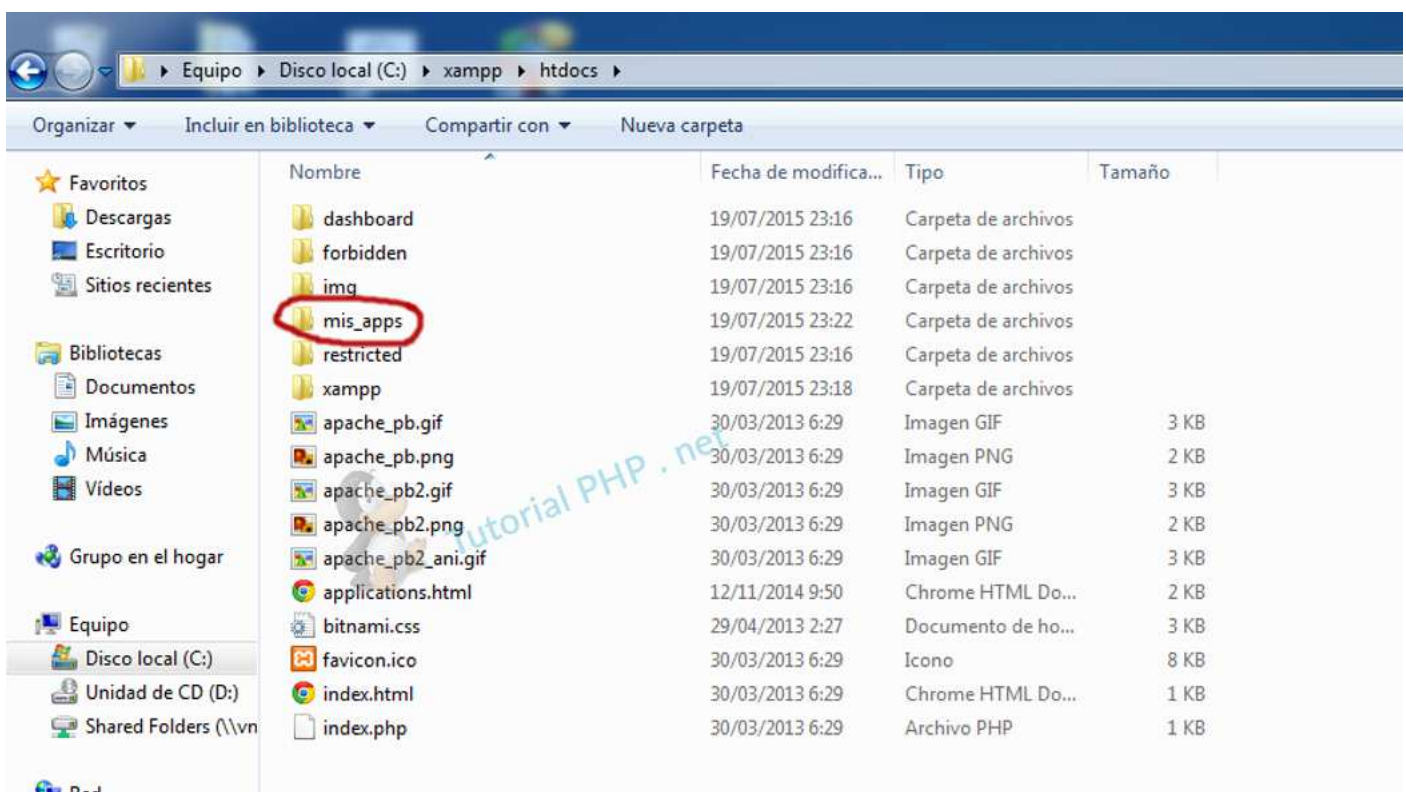 Equipo Disco local (C:) xampp htdocs
Organizar Incluir en biblioteca Compartir con Nueva carpeta
Nombre Fecha de modifica... Tipo Tamaño
Favoritos
Descargas
Escritorio
Sitios recientes
Bibliotecas
Documentos
Imágenes
Música
Vídeos
Grupo en el hogar
Equipo
Disco local (C:)
Unidad de CD (D:)
Shared Folders (\\vn
dashboard 19/07/2015 23:16 Carpeta de archivos
forbidden 19/07/2015 23:16 Carpeta de archivos
img 19/07/2015 23:16 Carpeta de archivos
mis_apps 19/07/2015 23:22 Carpeta de archivos
restricted 19/07/2015 23:16 Carpeta de archivos
xampp 19/07/2015 23:18 Carpeta de archivos
apache_pb.gif 30/03/2013 6:29 Imagen GIF 3 KB
apache_pb.png 30/03/2013 6:29 Imagen PNG 2 KB
apache_pb2.gif 30/03/2013 6:29 Imagen GIF 3 KB
apache_pb2.png 30/03/2013 6:29 Imagen PNG 2 KB
apache_pb2_ani.gif 30/03/2013 6:29 Imagen GIF 3 KB
applications.html 12/11/2014 9:50 Chrome HTML Do... 2 KB
bitnami.css 29/04/2013 2:27 Documento de ho... 3 KB
favicon.ico 30/03/2013 6:29 Icono 8 KB
index.html 30/03/2013 6:29 Chrome HTML Do... 1 KB
index.php 30/03/2013 6:29 Archivo PHP 1 KB
Tutorial PHP . net